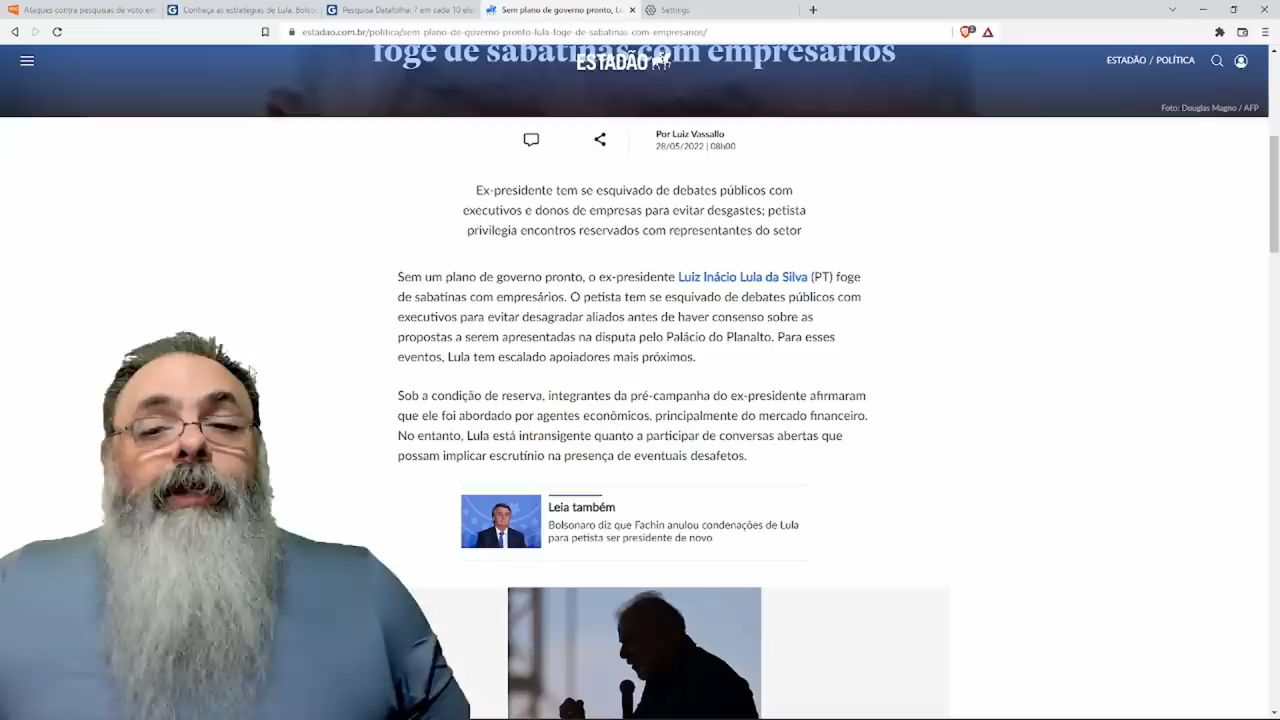 Ataques contra pesquisas de voto em
Conheça as estratégias de Lula, Bolso
Pesquisa Datafolha: 7 em cada 10 ele
Sem plano de governo pronto, L
Settings
estadao.com.br/politica/sem-plano-de-governo-pronto-lula-foge-de-sabatinas-com-empresarios/
foge de sabatinas com empresários
ESTADÃO
ESTADÃO / POLÍTICA
Foto: Douglas Magno / AFP
Por Luiz Vassallo
28/05/2022 | 08h00
Ex-presidente tem se esquivado de debates públicos com
executivos e donos de empresas para evitar desgastes; petista
privilegia encontros reservados com representantes do setor
Sem um plano de governo pronto, o ex-presidente Luiz Inácio Lula da Silva (PT) foge
de sabatinas com empresários. O petista tem se esquivado de debates públicos com
executivos para evitar desagradar aliados antes de haver consenso sobre as
propostas a serem apresentadas na disputa pelo Palácio do Planalto. Para esses
eventos, Lula tem escalado apoiadores mais próximos.
Sob a condição de reserva, integrantes da pré-campanha do ex-presidente afirmaram
que ele foi abordado por agentes econômicos, principalmente do mercado financeiro.
No entanto, Lula está intransigente quanto a participar de conversas abertas que
possam implicar escrutínio na presença de eventuais desafetos.
Leia também
Bolsonaro diz que Fachin anulou condenações de Lula
para petista ser presidente de novo